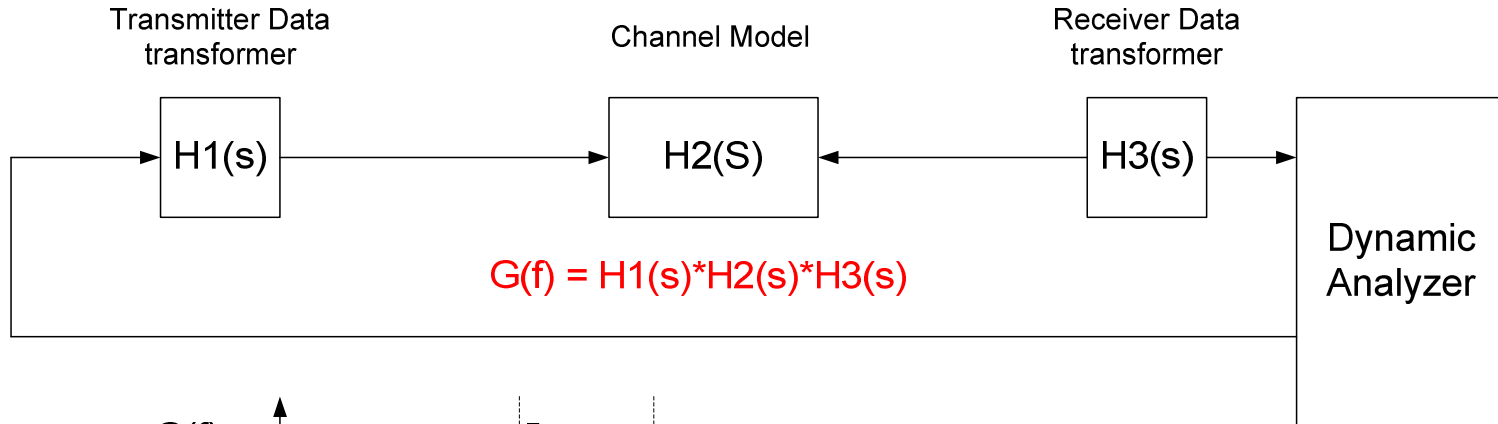 Transmitter Data
transformer
Channel Model
Receiver Data
transformer
H1(s)
H2(S)
H3(s)
Dynamic
Analyzer
G(f) = H1(s)*H2(s)*H3(s)